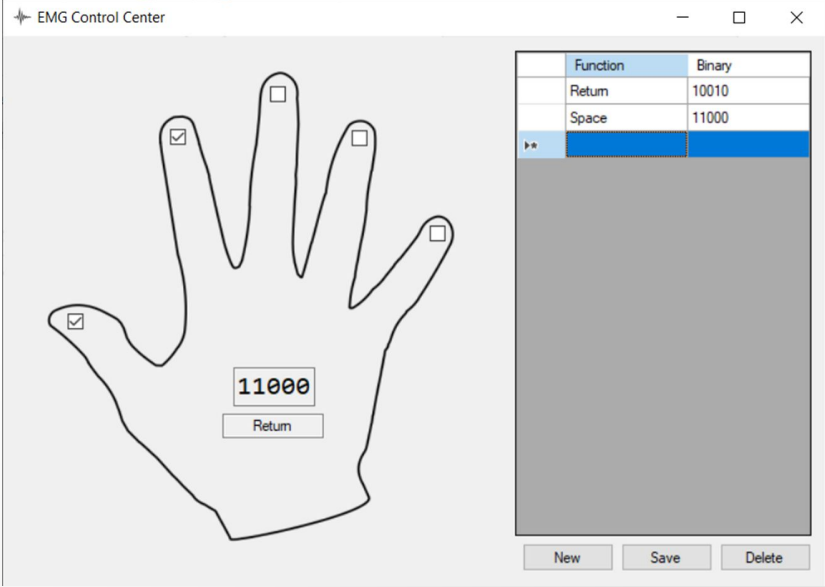 EMG Control Center
Function Binary
Return 10010
Space 11000
11000
Return
New Save Delete